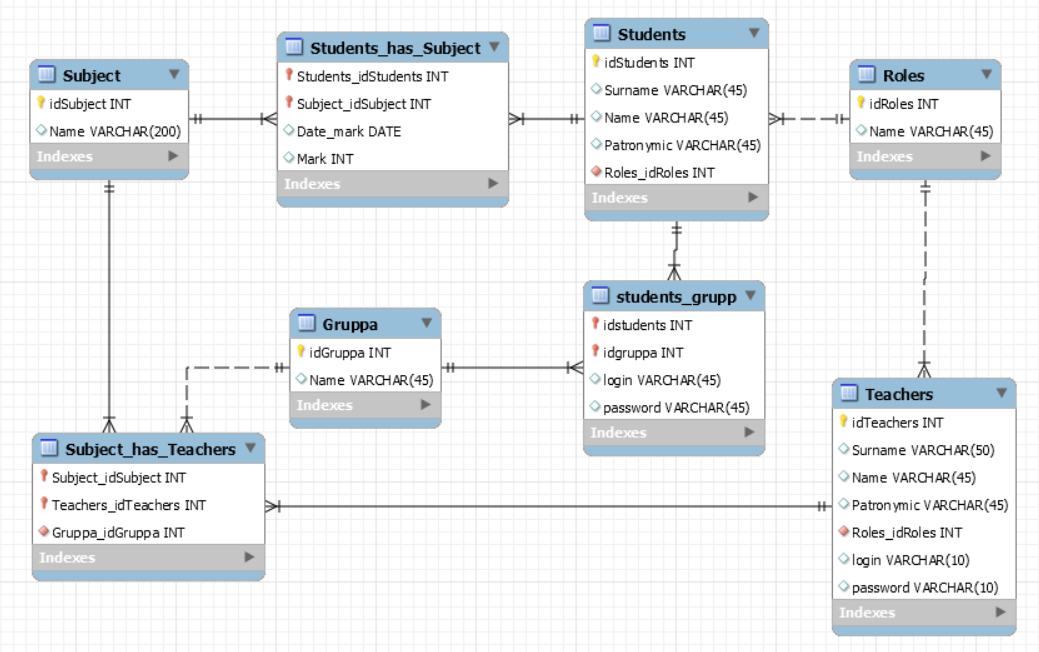 Subject
idSubject INT
Name VARCHAR(200)
Indexes
Students_has_Subject
Students_idStudents INT
Subject_idSubject INT
Date_mark DATE
Mark INT
Indexes
Students
idStudents INT
Surname VARCHAR(45)
Name VARCHAR(45)
Patronymic VARCHAR(45)
Roles_idRoles INT
Indexes
Roles
idRoles INT
Name VARCHAR(45)
Indexes
Gruppa
idGruppa INT
Name VARCHAR(45)
Indexes
students_grupp
idstudents INT
idgruppa INT
login VARCHAR(45)
password VARCHAR(45)
Indexes
Subject_has_Teachers
Subject_idSubject INT
Teachers_idTeachers INT
Gruppa_idGruppa INT
Indexes
Teachers
idTeachers INT
Surname VARCHAR(50)
Name VARCHAR(45)
Patronymic VARCHAR(45)
Roles_idRoles INT
login VARCHAR(10)
password VARCHAR(10)
Indexes